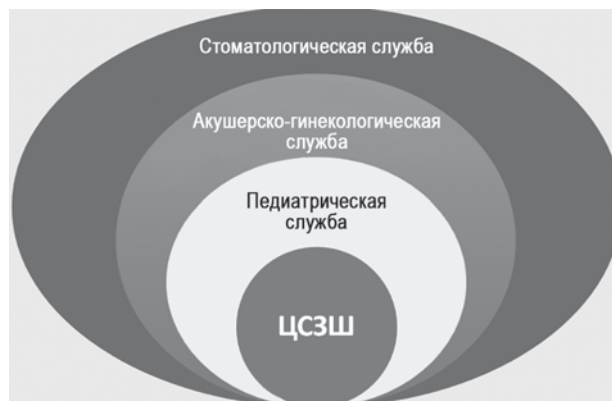 Стоматологическая служба
Акушерско-гинекологическая
служба
Педиатрическая
служба
ЦСЗШ